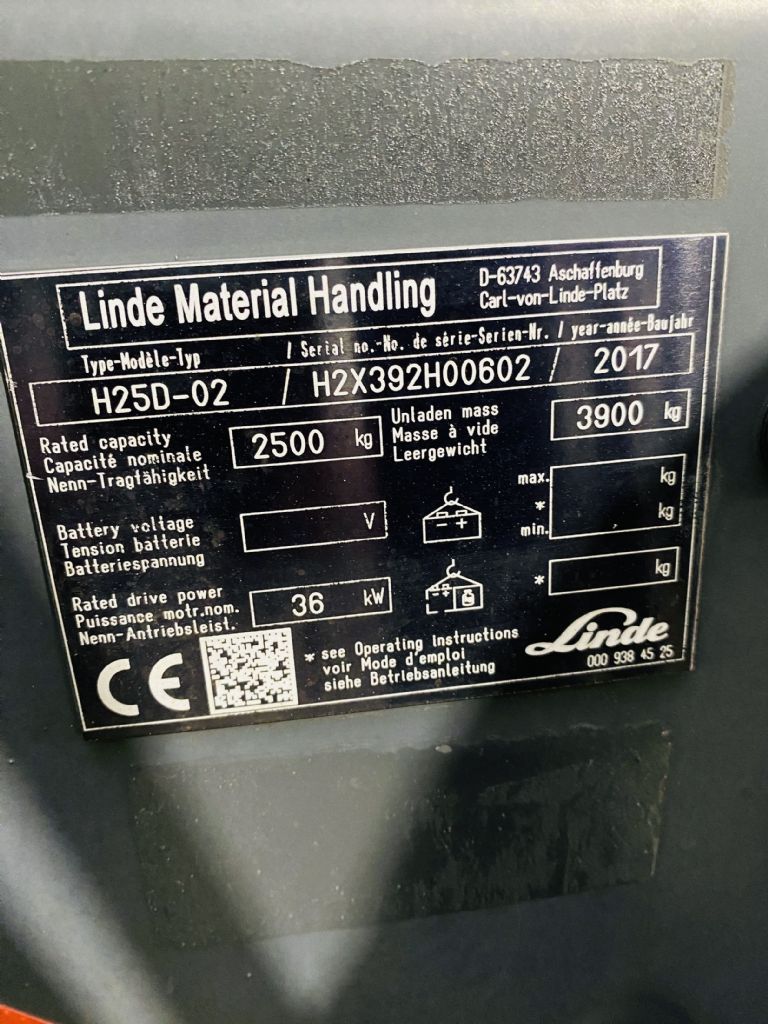 Linde Material Handling
D-63743 Aschaffenburg
Carl-von-Linde-Platz
Type-Modèle-Typ / Serial no.-No. de série-Serien-Nr. / year-année-Baujahr
H25D-02 / H2X392H00602 / 2017
Rated capacity
Capacité nominale
Nenn-Tragfähigkeit
2500 kg
Unladen mass
Masse à vide
Leergewicht
3900 kg
Battery voltage
Tension batterie
Batteriespannung
V
- +
max. kg
*
min. kg
Rated drive power
Puissance motr.nom.
Nenn-Antriebsleist.
36 kW
- +
* kg
CE
* see Operating Instructions
voir Mode d'emploi
siehe Betriebsanleitung
Linde
000 938 45 25